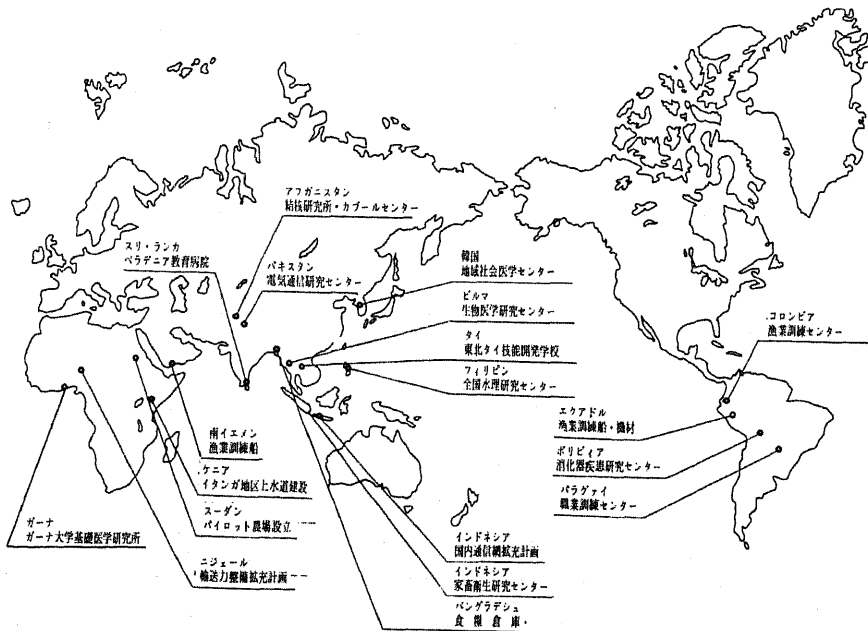 アフガニスタン
結核研究所・カブールセンター
スリ・ランカ
ペラデニア教育病院
パキスタン
電気通信研究センター
韓国
地域社会医学センター
ビルマ
生物医学研究センター
タイ
東北タイ技能開発学校
フィリピン
全国水理研究センター
コロンビア
漁業訓練センター
エクアドル
漁業訓練船・機材
ボリビィア
消化器疾患研究センター
パラグァイ
職業訓練センター
南イエメン
漁業訓練船
ケニア
イタンガ地区上水道建設
スーダン
パイロット農場設立
ガーナ
ガーナ大学基礎医学研究所
ニジェール
輸送力整備拡充計画
インドネシア
国内通信網拡充計画
インドネシア
家畜衛生研究センター
バングラデシュ
食糧倉庫